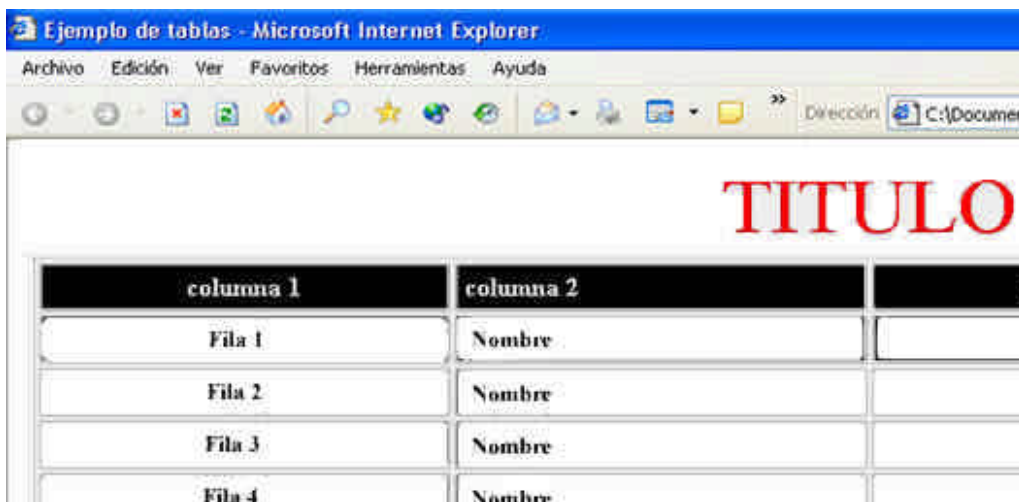 Ejemplo de tablas - Microsoft Internet Explorer
Archivo Edición Ver Favoritos Herramientas Ayuda
Dirección C:\Documen
TITULO
columna 1 columna 2
Fila 1 Nombre
Fila 2 Nombre
Fila 3 Nombre
Fila 4 Nombre